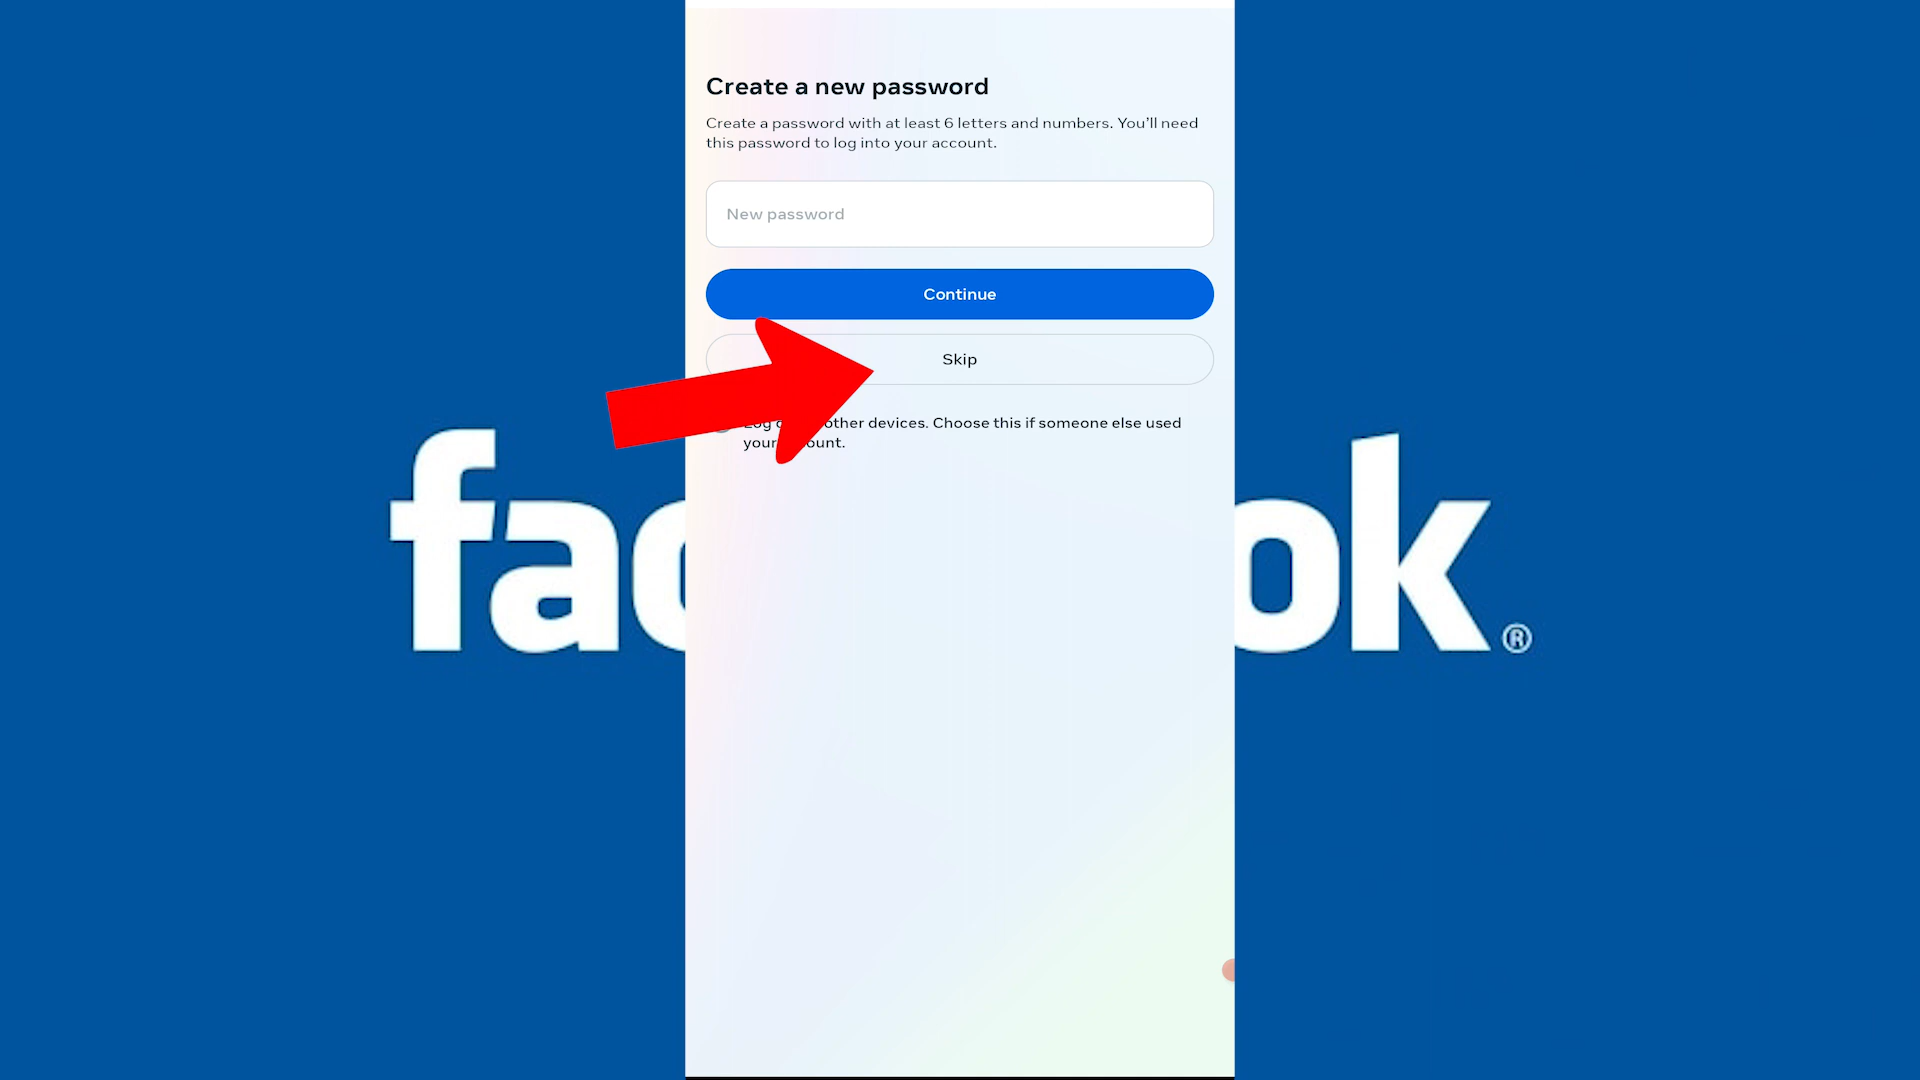 Create a new password
Create a password with at least 6 letters and numbers. You’ll need
this password to log into your account.
New password
Continue
Skip
other devices. Choose this if someone else used
your
fac ok®